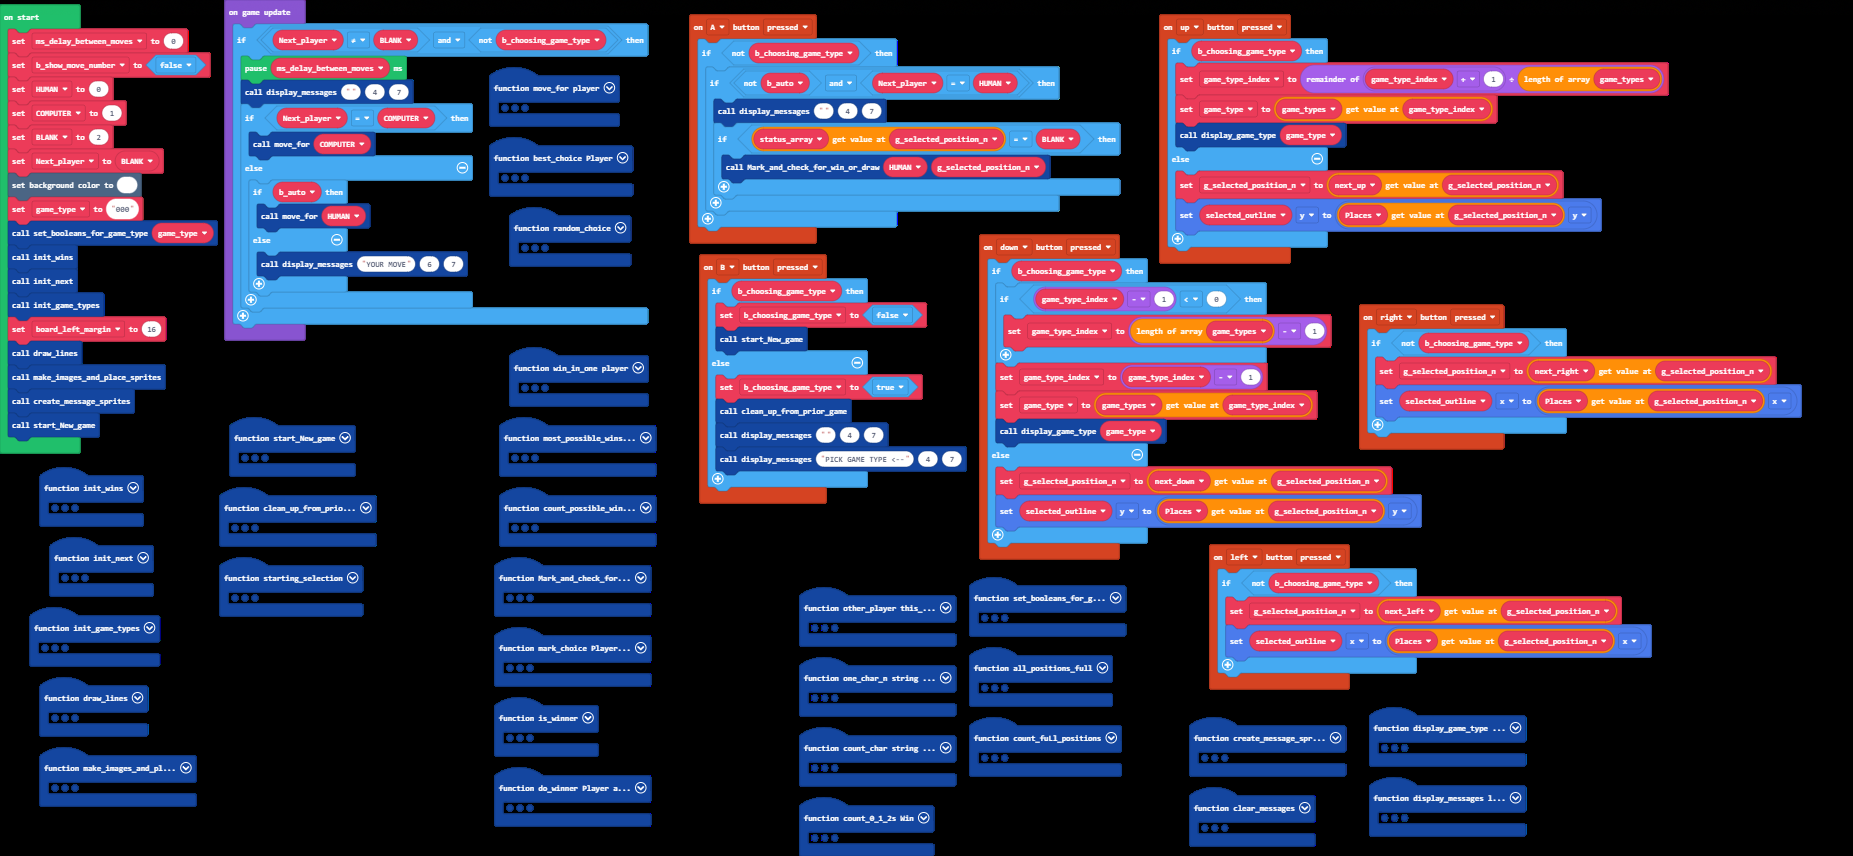 on start
set ms_delay_between_moves to 0
set b_show_move_number to false
set HUMAN to 0
set COMPUTER to 1
set BLANK to 2
set Next_player to BLANK
set background color to
set game_type to "000"
call set_booleans_for_game_type game_type
call init_wins
call init_next
call init_game_types
set board_left_margin to 16
call draw_lines
call make_images_and_place_sprites
call create_message_sprites
call start_New_game
function init_wins
function init_next
function init_game_types
function draw_lines
function make_images_and_pl...
on game update
if Next_player ≠ BLANK and not b_choosing_game_type then
pause ms_delay_between_moves ms
call display_messages "" 4 7
if Next_player = COMPUTER then
call move_for COMPUTER
else
if b_auto then
call move_for HUMAN
else
call display_messages "YOUR MOVE" 6 7
function start_New_game
function clean_up_from_prio...
function starting_selection
function move_for player
function best_choice Player
function random_choice
function win_in_one player
function most_possible_wins...
function count_possible_win...
function Mark_and_check_for...
function mark_choice Player...
function is_winner
function do_winner Player a...
on A button pressed
if not b_choosing_game_type then
if not b_auto and Next_player = HUMAN then
call display_messages "" 4 7
if status_array get value at g_selected_position_n = BLANK then
call Mark_and_check_for_win_or_draw HUMAN g_selected_position_n
on B button pressed
if b_choosing_game_type then
set b_choosing_game_type to false
call start_New_game
else
set b_choosing_game_type to true
call clean_up_from_prior_game
call display_messages "" 4 7
call display_messages "PICK GAME TYPE <--" 4 7
function other_player this_...
function one_char_n string ...
function count_char string ...
function count_0_1_2s Win
on down button pressed
if b_choosing_game_type then
if game_type_index - 1 < 0 then
set game_type_index to length of array game_types - 1
set game_type_index to game_type_index - 1
set game_type to game_types get value at game_type_index
call display_game_type game_type
else
set g_selected_position_n to next_down get value at g_selected_position_n
set selected_outline y to Places get value at g_selected_position_n y
function set_booleans_for_g...
function all_positions_full
function count_full_positions
on up button pressed
if b_choosing_game_type then
set game_type_index to remainder of game_type_index + 1 ÷ length of array game_types
set game_type to game_types get value at game_type_index
call display_game_type game_type
else
set g_selected_position_n to next_up get value at g_selected_position_n
set selected_outline y to Places get value at g_selected_position_n y
on right button pressed
if not b_choosing_game_type then
set g_selected_position_n to next_right get value at g_selected_position_n
set selected_outline x to Places get value at g_selected_position_n x
on left button pressed
if not b_choosing_game_type then
set g_selected_position_n to next_left get value at g_selected_position_n
set selected_outline x to Places get value at g_selected_position_n x
function create_message_spr...
function clear_messages
function display_game_type ...
function display_messages l...